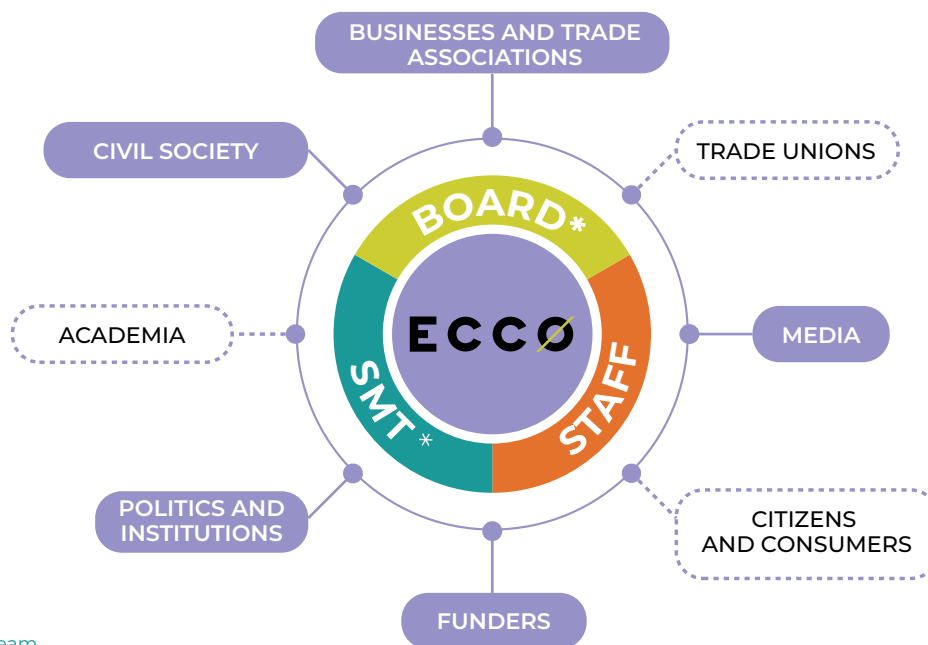 BUSINESSES AND TRADE
ASSOCIATIONS
CIVIL SOCIETY
TRADE UNIONS
BOARD*
ECCO
ACADEMIA
MEDIA
SMT *
STAFF
POLITICS AND
INSTITUTIONS
CITIZENS
AND CONSUMERS
FUNDERS